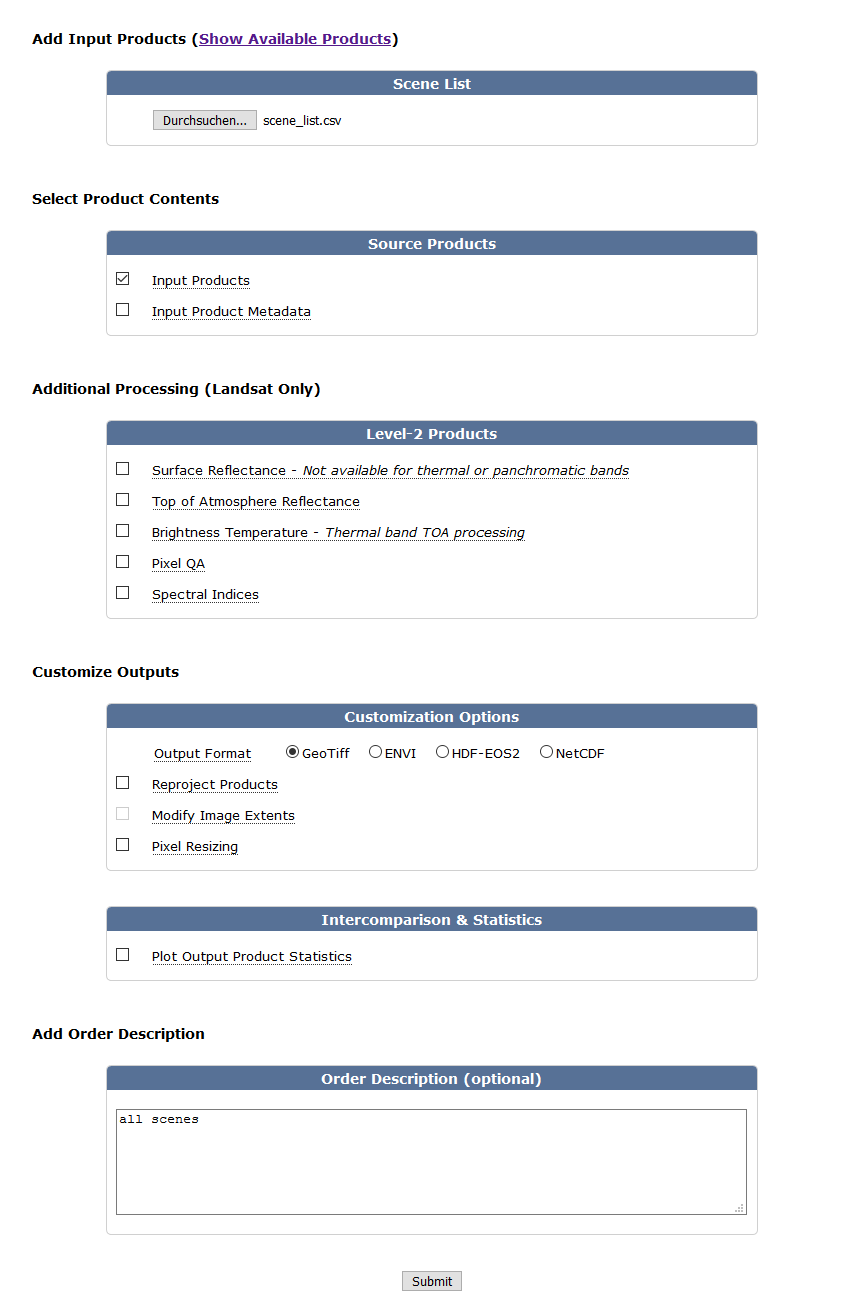 Add Input Products (Show Available Products)
Scene List
Durchsuchen... scene_list.csv
Select Product Contents
Source Products
Input Products
Input Product Metadata
Additional Processing (Landsat Only)
Level-2 Products
Surface Reflectance - Not available for thermal or panchromatic bands
Top of Atmosphere Reflectance
Brightness Temperature - Thermal band TOA processing
Pixel QA
Spectral Indices
Customize Outputs
Customization Options
Output Format GeoTiff ENVI HDF-EOS2 NetCDF
Reproject Products
Modify Image Extents
Pixel Resizing
Intercomparison & Statistics
Plot Output Product Statistics
Add Order Description
Order Description (optional)
all scenes
Submit